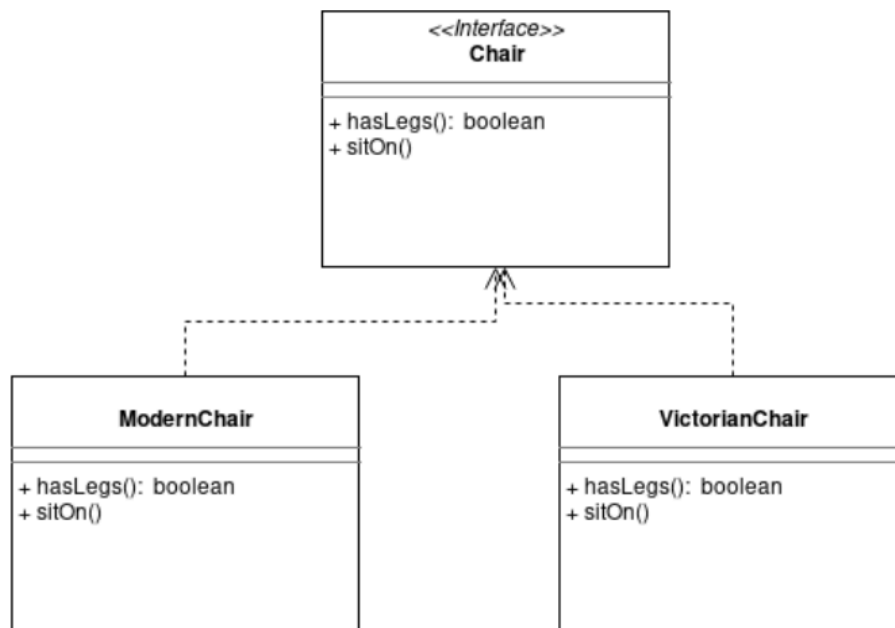 <<Interface>>
Chair
+ hasLegs(): boolean
+ sitOn()
ModernChair
+ hasLegs(): boolean
+ sitOn()
VictorianChair
+ hasLegs(): boolean
+ sitOn()